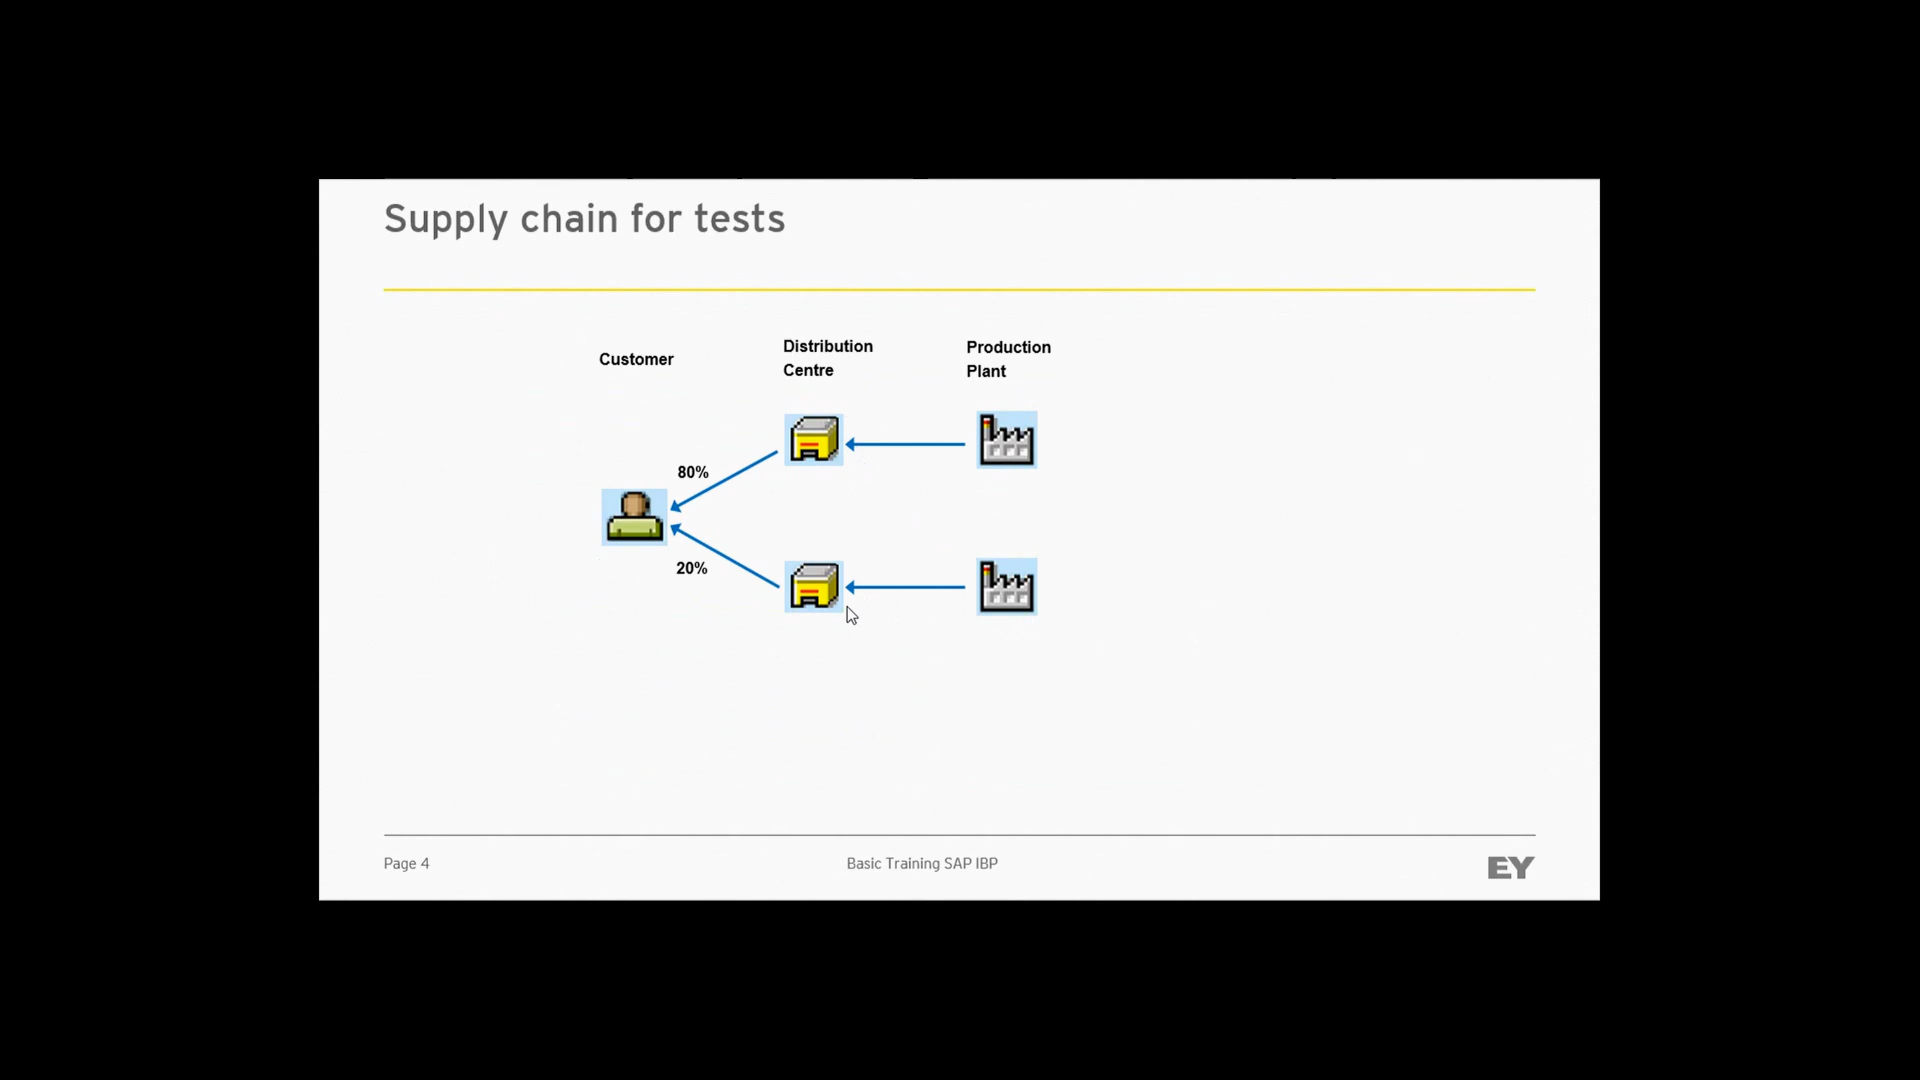 Supply chain for tests
Customer
Distribution
Centre
Production
Plant
80%
20%
Page 4
Basic Training SAP IBP
EY